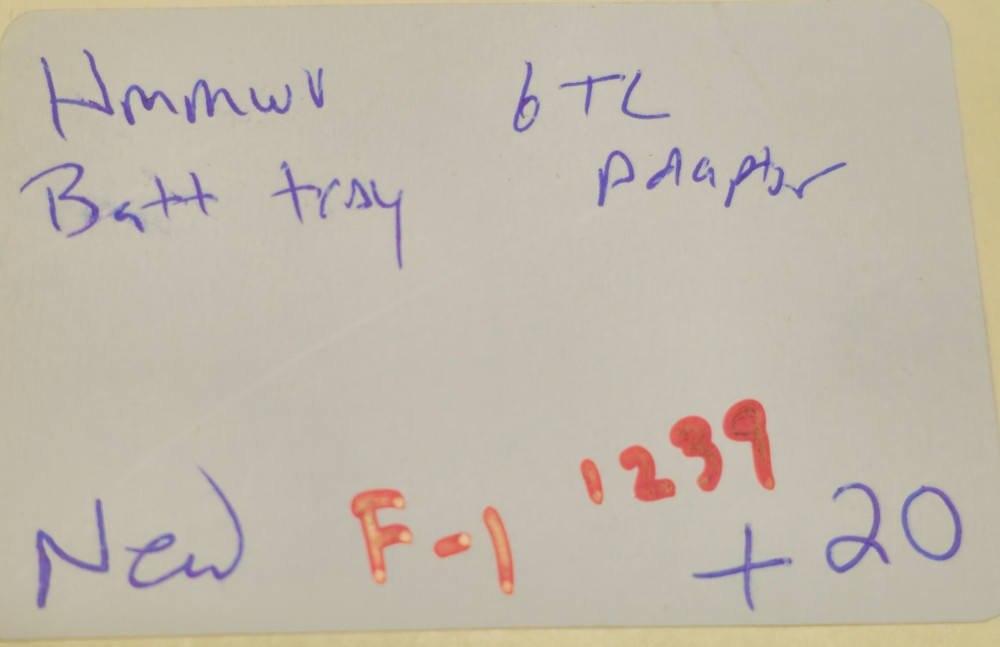 Hmmwv 6TL
Batt tray Adaptor
1239
New F-1 + 20